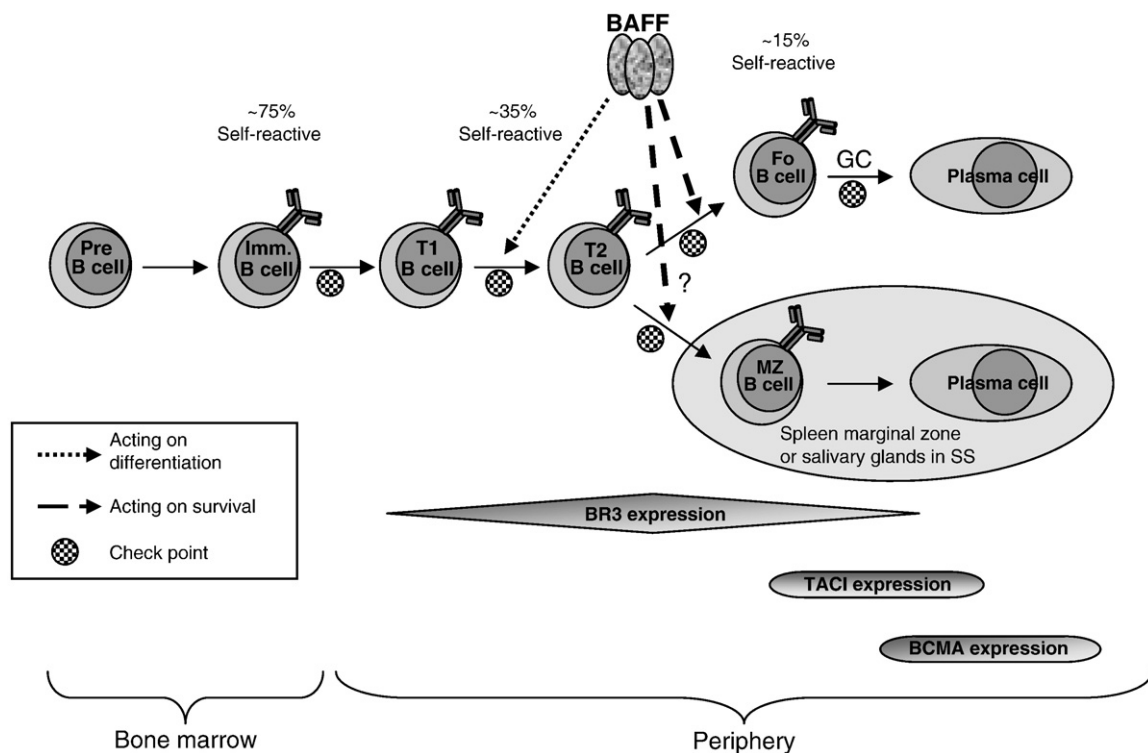 BAFF
~15%
Self-reactive
~75%
Self-reactive
~35%
Self-reactive
Fo
B cell
GC
Plasma cell
Pre
B cell
Imm.
B cell
T1
B cell
T2
B cell
?
MZ
B cell
Plasma cell
Spleen marginal zone
or salivary glands in SS
Acting on
differentiation
Acting on survival
Check point
BR3 expression
TACI expression
BCMA expression
Bone marrow
Periphery